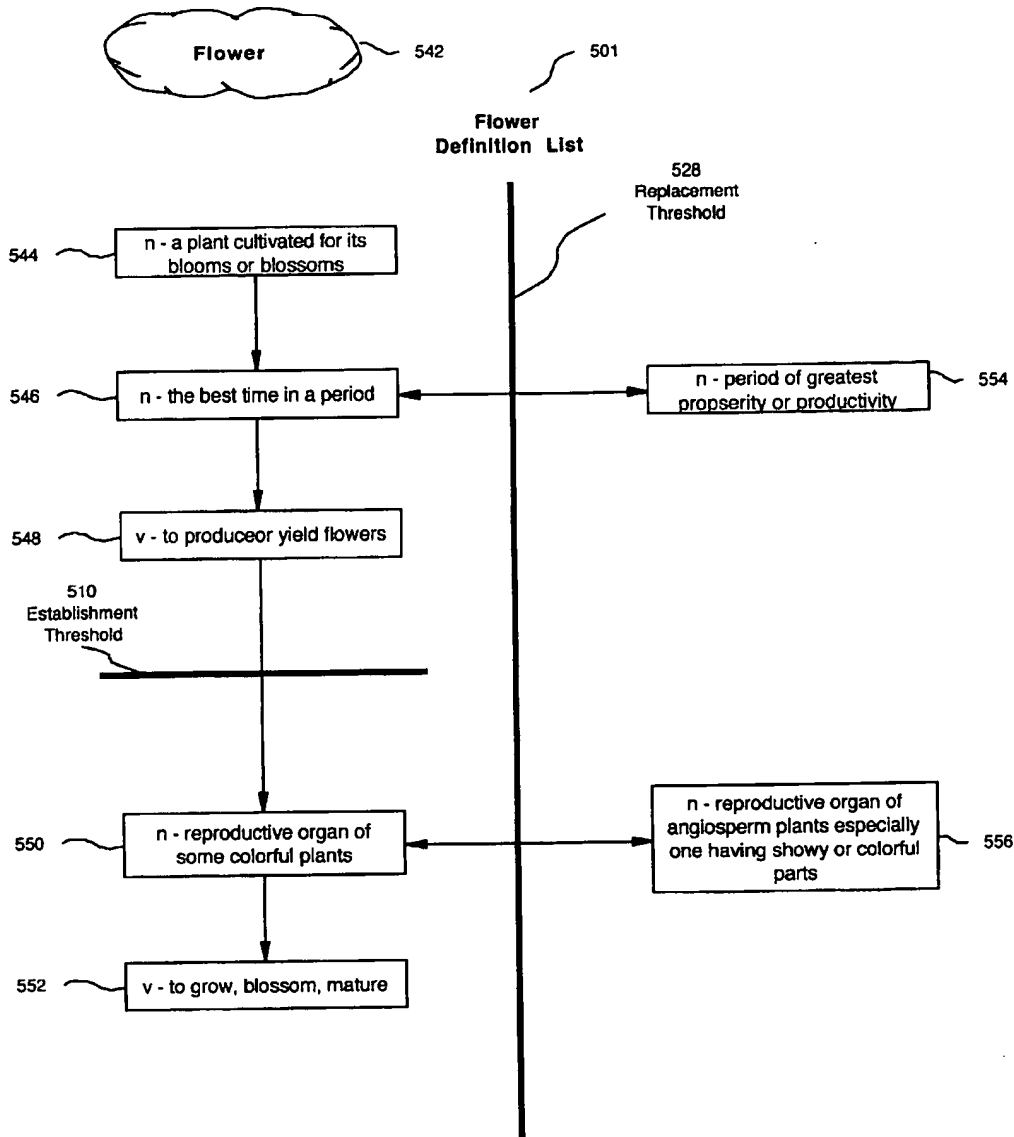 Flower
542
501
Flower
Definition List
528
Replacement
Threshold
544
n - a plant cultivated for its
blooms or blossoms
546
n - the best time in a period
n - period of greatest
propserity or productivity
554
548
v - to produceor yield flowers
510
Establishment
Threshold
550
n - reproductive organ of
some colorful plants
n - reproductive organ of
angiosperm plants especially
one having showy or colorful
parts
556
552
v - to grow, blossom, mature